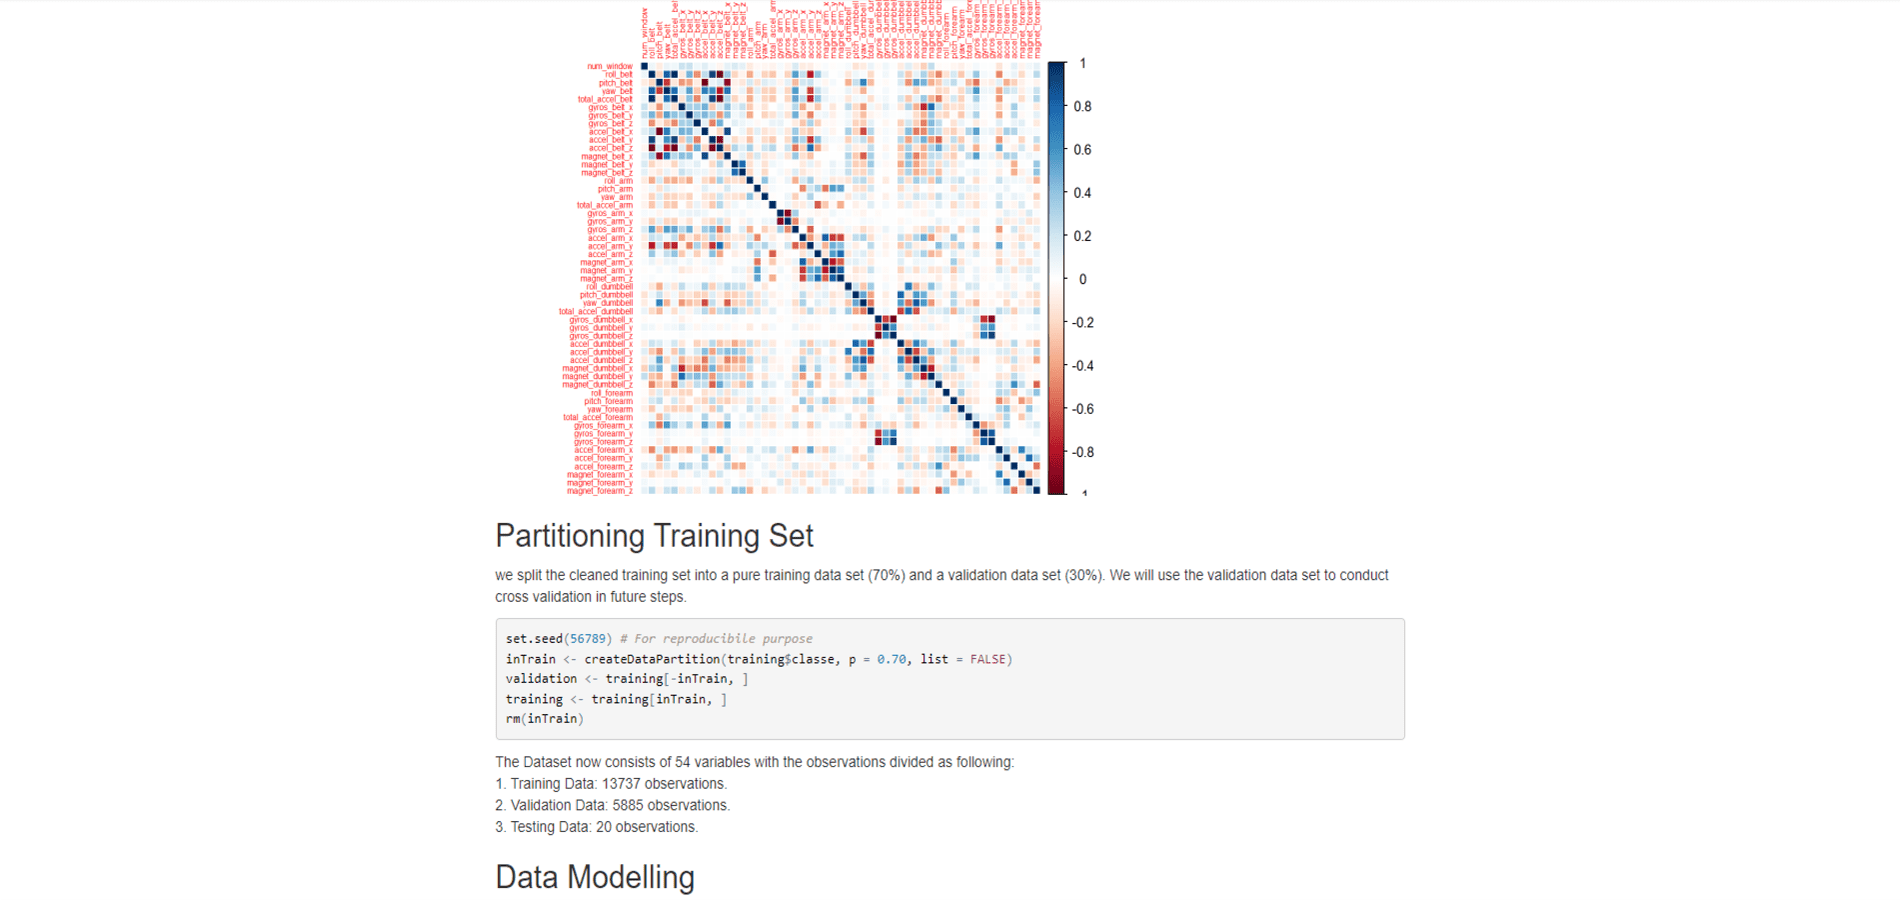 num_window
roll_belt
pitch_belt
yaw_belt
total_accel_belt
gyros_belt_x
gyros_belt_y
gyros_belt_z
accel_belt_x
accel_belt_y
accel_belt_z
magnet_belt_x
magnet_belt_y
magnet_belt_z
roll_arm
pitch_arm
yaw_arm
total_accel_arm
gyros_arm_x
gyros_arm_y
gyros_arm_z
accel_arm_x
accel_arm_y
accel_arm_z
magnet_arm_x
magnet_arm_y
magnet_arm_z
roll_dumbbell
pitch_dumbbell
yaw_dumbbell
total_accel_dumbbell
gyros_dumbbell_x
gyros_dumbbell_y
gyros_dumbbell_z
accel_dumbbell_x
accel_dumbbell_y
accel_dumbbell_z
magnet_dumbbell_x
magnet_dumbbell_y
magnet_dumbbell_z
roll_forearm
pitch_forearm
yaw_forearm
total_accel_forearm
gyros_forearm_x
gyros_forearm_y
gyros_forearm_z
accel_forearm_x
accel_forearm_y
accel_forearm_z
magnet_forearm_x
magnet_forearm_y
magnet_forearm_z
1
0.8
0.6
0.4
0.2
0
-0.2
-0.4
-0.6
-0.8
Partitioning Training Set
we split the cleaned training set into a pure training data set (70%) and a validation data set (30%). We will use the validation data set to conduct
cross validation in future steps.
set.seed(56789) # For reproducibile purpose
inTrain <- createDataPartition(training$classe, p = 0.70, list = FALSE)
validation <- training[-inTrain, ]
training <- training[inTrain, ]
rm(inTrain)
The Dataset now consists of 54 variables with the observations divided as following:
1. Training Data: 13737 observations.
2. Validation Data: 5885 observations.
3. Testing Data: 20 observations.
Data Modelling